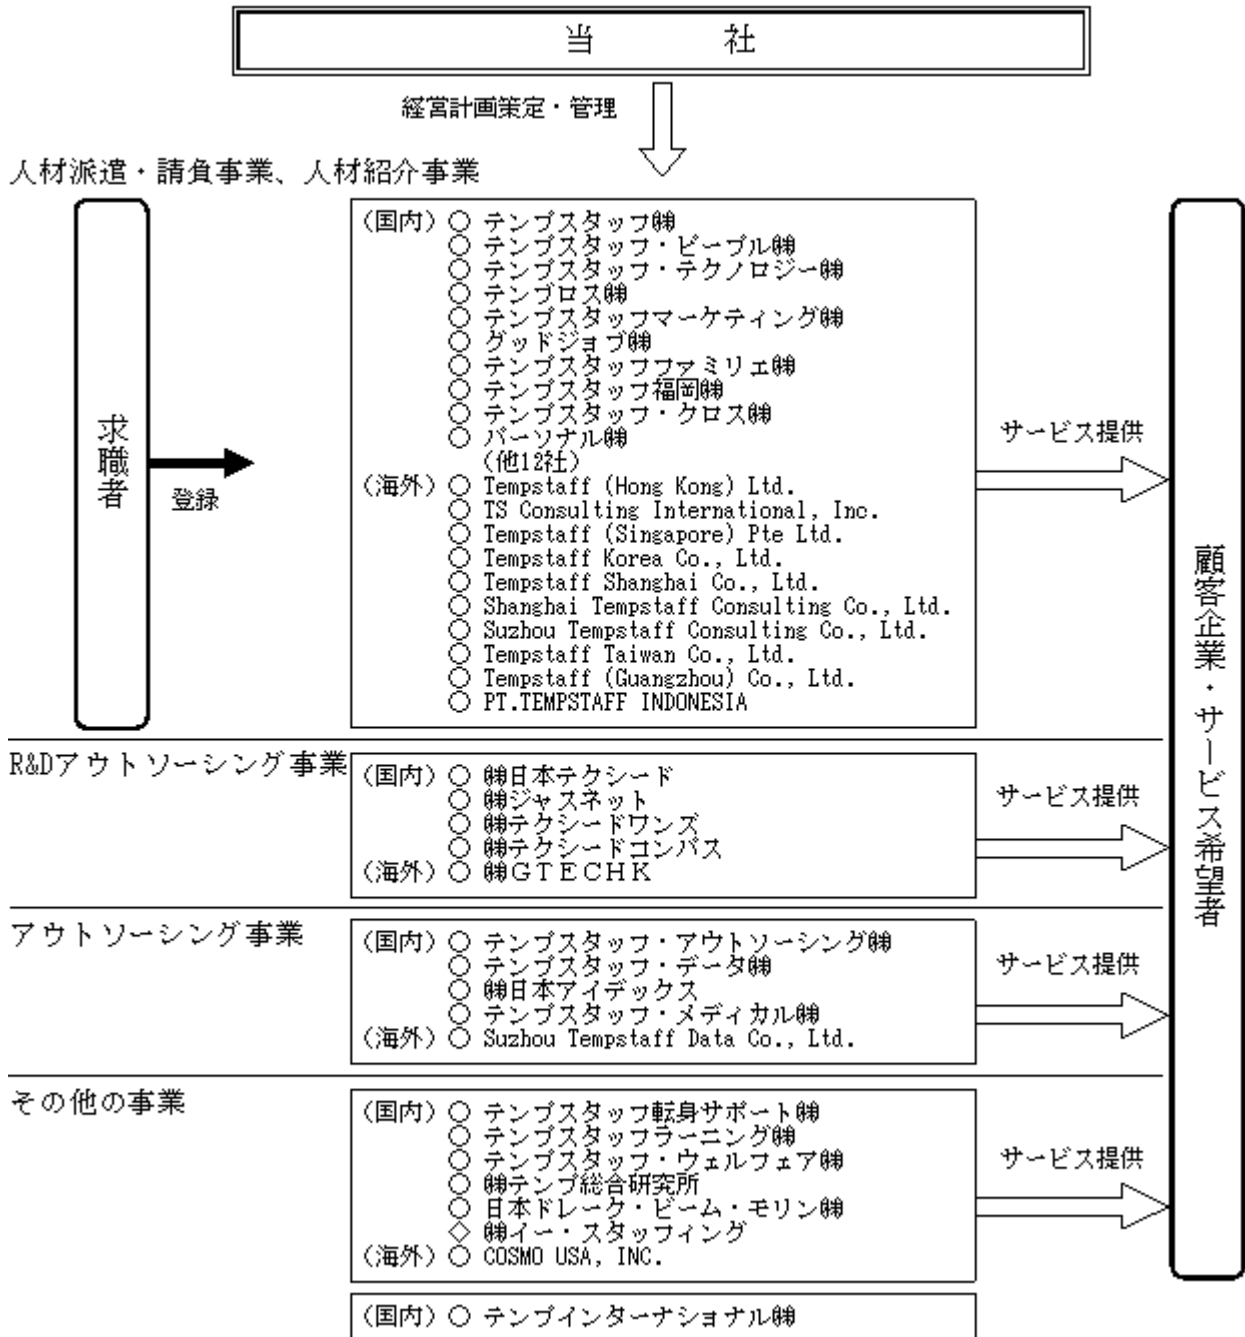 当 社
経営計画策定・管理
人材派遣・請負事業、人材紹介事業
求職者
登録
(国内) ○ テンプスタッフ㈱
○ テンプスタッフ・ピープル㈱
○ テンプスタッフ・テクノロジー㈱
○ テンプロス㈱
○ テンプスタッフマーケティング㈱
○ グッドジョブ㈱
○ テンプスタッフファミリエ㈱
○ テンプスタッフ福岡㈱
○ テンプスタッフ・クロス㈱
○ パーソナル㈱
(他12社)
(海外) ○ Tempstaff (Hong Kong) Ltd.
○ TS Consulting International, Inc.
○ Tempstaff (Singapore) Pte Ltd.
○ Tempstaff Korea Co., Ltd.
○ Tempstaff Shanghai Co., Ltd.
○ Shanghai Tempstaff Consulting Co., Ltd.
○ Suzhou Tempstaff Consulting Co., Ltd.
○ Tempstaff Taiwan Co., Ltd.
○ Tempstaff (Guangzhou) Co., Ltd.
○ PT.TEMPSTAFF INDONESIA
サービス提供
顧客企業・サービス希望者
R&Dアウトソーシング事業
(国内) ○ ㈱日本テクシード
○ ㈱ジャスネット
○ ㈱テクシードワンズ
○ ㈱テクシードコンパス
(海外) ○ ㈱GTECHK
サービス提供
アウトソーシング事業
(国内) ○ テンプスタッフ・アウトソーシング㈱
○ テンプスタッフ・データ㈱
○ ㈱日本アイデックス
○ テンプスタッフ・メディカル㈱
(海外) ○ Suzhou Tempstaff Data Co., Ltd.
サービス提供
その他の事業
(国内) ○ テンプスタッフ転身サポート㈱
○ テンプスタッフラーニング㈱
○ テンプスタッフ・ウェルフェア㈱
○ ㈱テンプ総合研究所
○ 日本ドレーク・ビーム・モリン㈱
◇ ㈱イー・スタッフィング
(海外) ○ COSMO USA, INC.
サービス提供
(国内) ○ テンプインターナショナル㈱